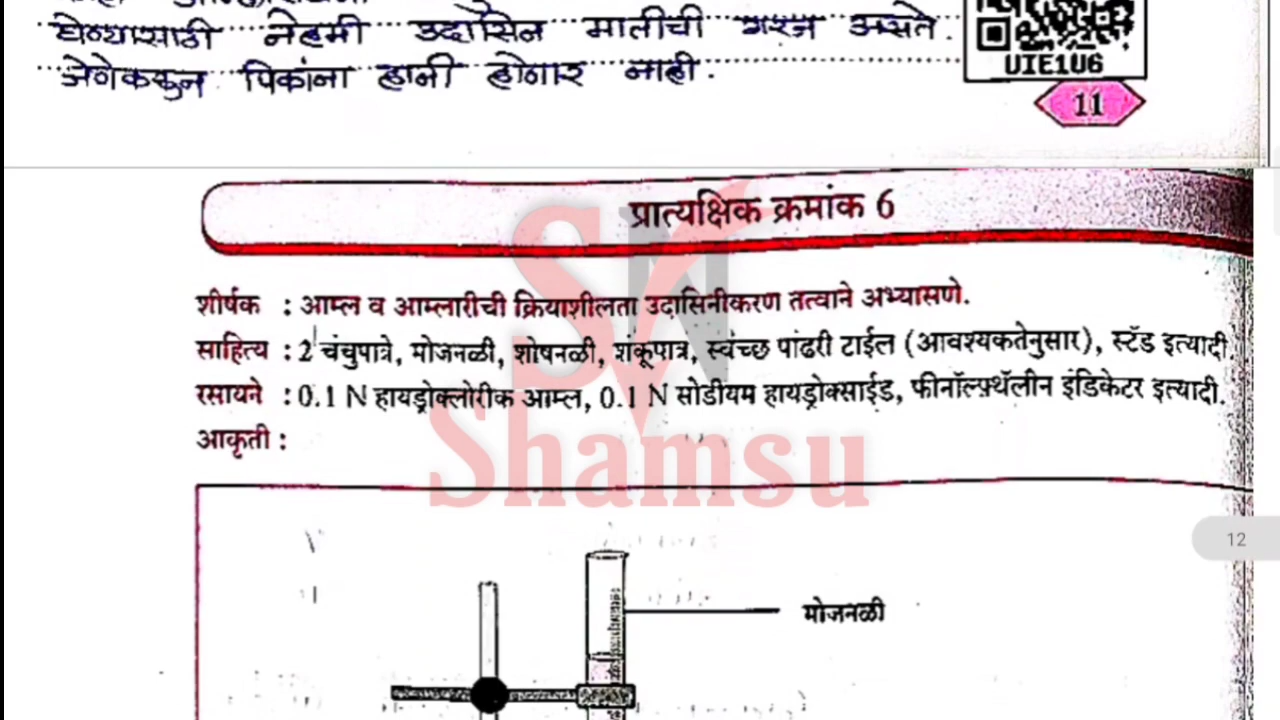 घेण्यासाठी नेहमी उदासिन मातीची गरज असते.
जेणेकरून पिकांना हानी होणार नाही.
UIE1U6
11
प्रात्यक्षिक क्रमांक 6
शीर्षक : आम्ल व आम्लारीची क्रियाशीलता उदासिनीकरण तत्वाने अभ्यासणे.
साहित्य : 2 चंचुपात्रे, मोजनळी, शोषनळी, शंकूपात्र, स्वच्छ पांढरी टाईल (आवश्यकतेनुसार), स्टॅंड इत्यादी.
रसायने : 0.1 N हायड्रोक्लोरीक आम्ल, 0.1 N सोडीयम हायड्रोक्साईड, फीनॉल्फ्थॅलीन इंडिकेटर इत्यादी.
आकृती :
SN
Shamsu
12
मोजनळी